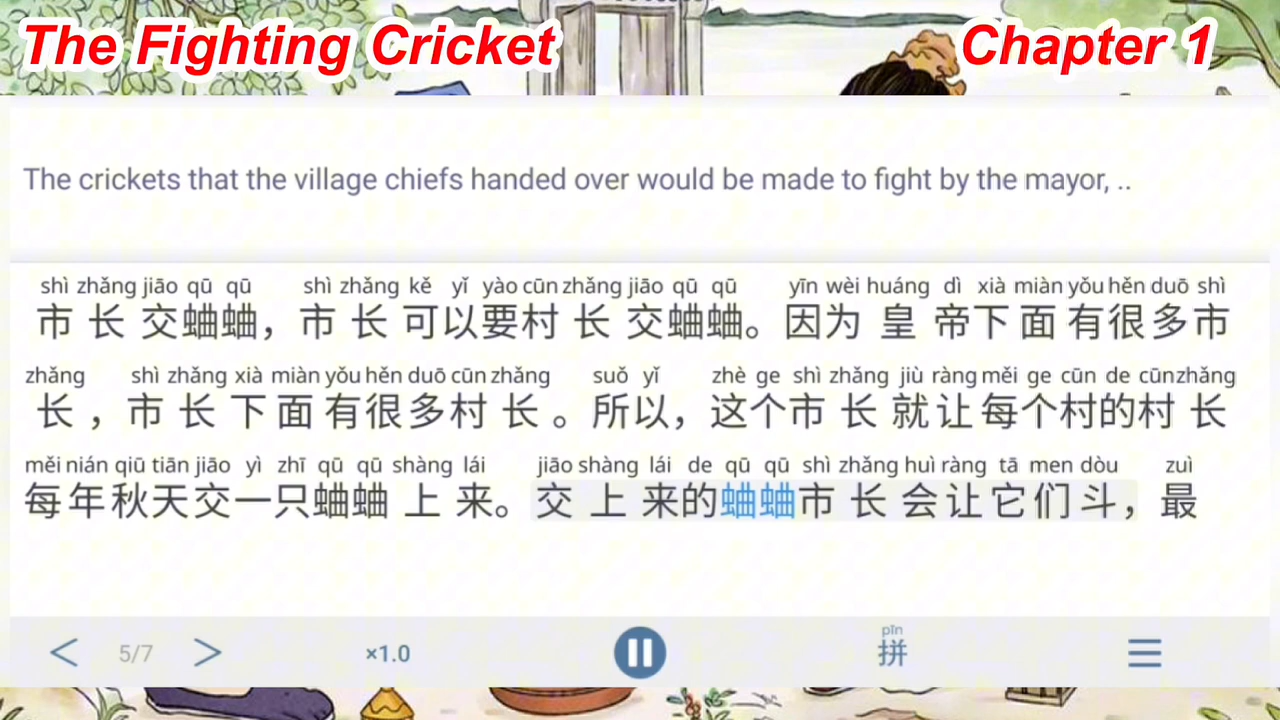 The Fighting Cricket
Chapter 1
The crickets that the village chiefs handed over would be made to fight by the mayor, ..
shì zhǎng jiāo qū qū shì zhǎng kě yǐ yào cūn zhǎng jiāo qū qū yīn wèi huáng dì xià miàn yǒu hěn duō shì
市长交蛐蛐，市长可以要村长交蛐蛐。因为皇帝下面有很多市
zhǎng shì zhǎng xià miàn yǒu hěn duō cūn zhǎng suǒ yǐ zhè ge shì zhǎng jiù ràng měi ge cūn de cūn zhǎng
长，市长下面有很多村长。所以，这个市长就让每个村的村长
měi nián qiū tiān jiāo yì zhī qū qū shàng lái jiāo shàng lái de qū qū shì zhǎng huì ràng tā men dòu zuì
每年秋天交一只蛐蛐上来。交上来的蛐蛐市长会让它们斗，最
< 5/7 > ×1.0
pīn
拼